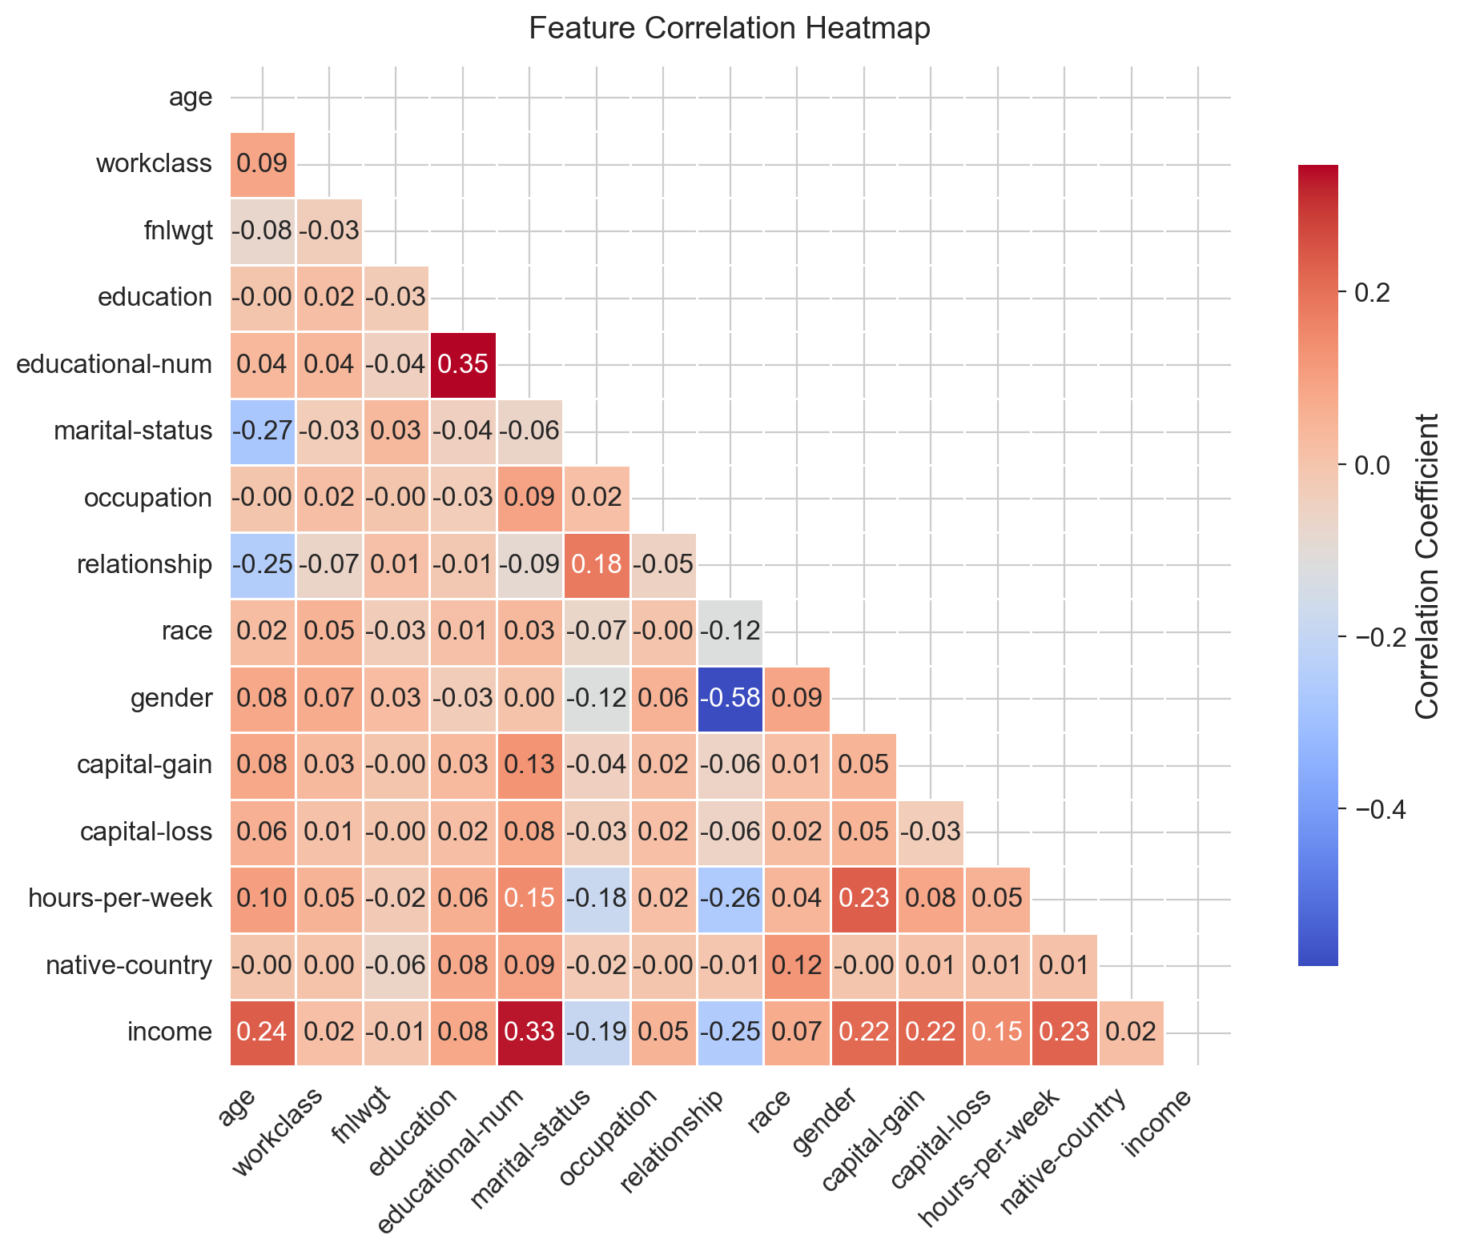 Feature Correlation Heatmap
age
workclass 0.09
fnlwgt -0.08 -0.03
education -0.00 0.02 -0.03
educational-num 0.04 0.04 -0.04 0.35
marital-status -0.27 -0.03 0.03 -0.04 -0.06
occupation -0.00 0.02 -0.00 -0.03 0.09 0.02
relationship -0.25 -0.07 0.01 -0.01 -0.09 0.18 -0.05
race 0.02 0.05 -0.03 0.01 0.03 -0.07 -0.00 -0.12
gender 0.08 0.07 0.03 -0.03 0.00 -0.12 0.06 -0.58 0.09
capital-gain 0.08 0.03 -0.00 0.03 0.13 -0.04 0.02 -0.06 0.01 0.05
capital-loss 0.06 0.01 -0.00 0.02 0.08 -0.03 0.02 -0.06 0.02 0.05 -0.03
hours-per-week 0.10 0.05 -0.02 0.06 0.15 -0.18 0.02 -0.26 0.04 0.23 0.08 0.05
native-country -0.00 0.00 -0.06 0.08 0.09 -0.02 -0.00 -0.01 0.12 -0.00 0.01 0.01 0.01
income 0.24 0.02 -0.01 0.08 0.33 -0.19 0.05 -0.25 0.07 0.22 0.22 0.15 0.23 0.02
age workclass fnlwgt education educational-num marital-status occupation relationship race gender capital-gain capital-loss hours-per-week native-country income
0.2
0.0
−0.2
−0.4
Correlation Coefficient